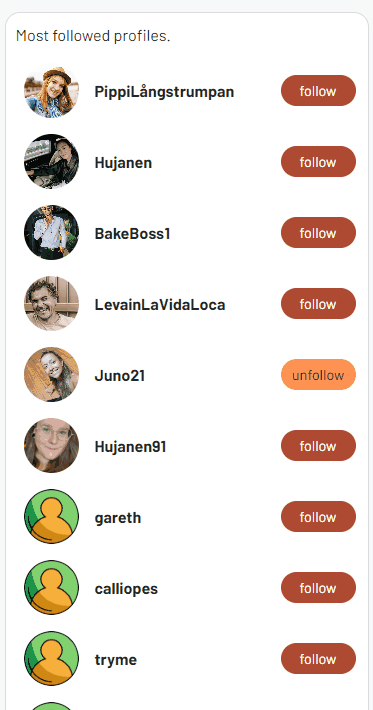 Most followed profiles.
PippiLångstrumpan follow
Hujanen follow
BakeBoss1 follow
LevainLaVidaLoca follow
Juno21 unfollow
Hujanen91 follow
gareth follow
calliopes follow
tryme follow